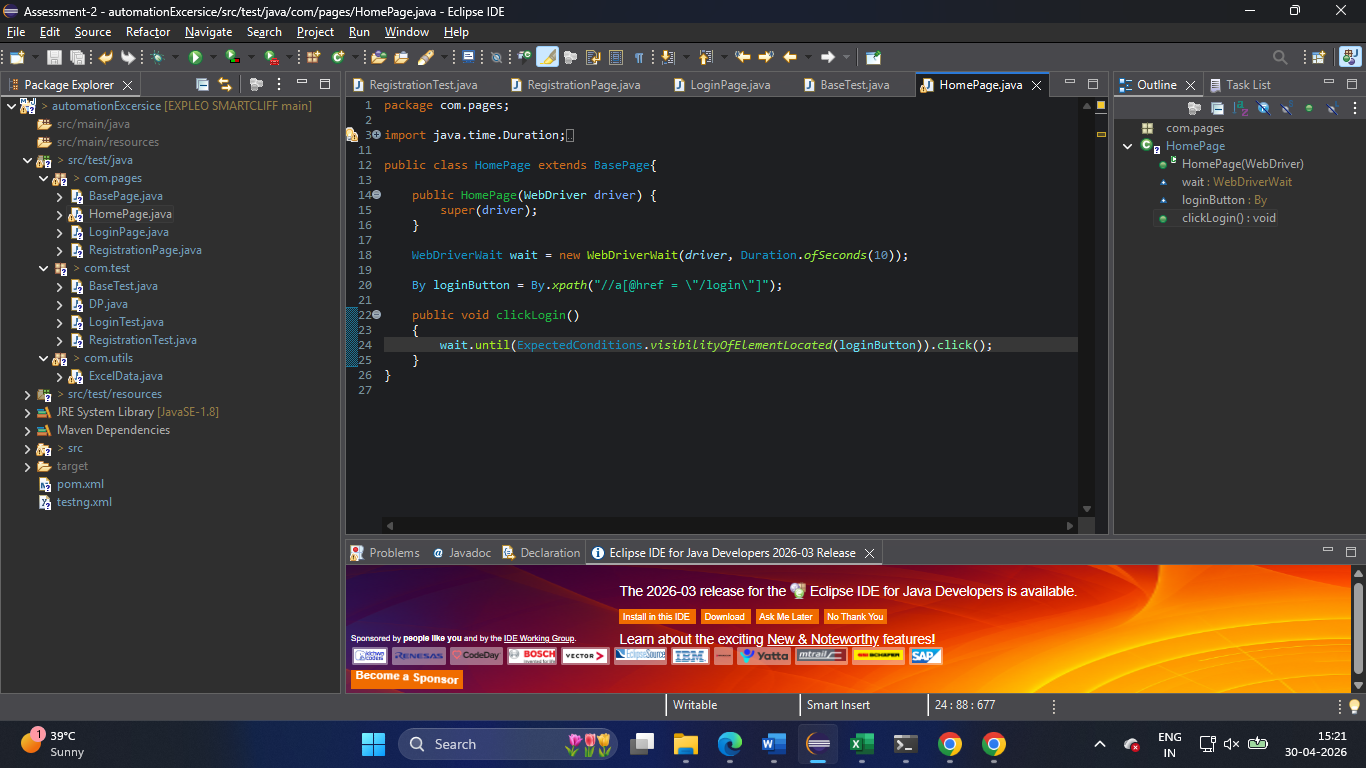 Assessment-2 - automationExcersice/src/test/java/com/pages/HomePage.java - Eclipse IDE
File Edit Source Refactor Navigate Search Project Run Window Help
Package Explorer
> automationExcersice [EXPLEO SMARTCLIFF main]
src/main/java
src/main/resources
> src/test/java
> com.pages
BasePage.java
HomePage.java
LoginPage.java
RegistrationPage.java
> com.test
BaseTest.java
DP.java
LoginTest.java
RegistrationTest.java
> com.utils
ExcelData.java
> src/test/resources
JRE System Library [JavaSE-1.8]
Maven Dependencies
> src
target
pom.xml
testng.xml
RegistrationTest.java RegistrationPage.java LoginPage.java BaseTest.java HomePage.java
1 package com.pages;
2
3 import java.time.Duration;
11
12 public class HomePage extends BasePage{
13
14 public HomePage(WebDriver driver) {
15 super(driver);
16 }
17
18 WebDriverWait wait = new WebDriverWait(driver, Duration.ofSeconds(10));
19
20 By loginButton = By.xpath("//a[@href = \"/login\"]");
21
22 public void clickLogin()
23 {
24 wait.until(ExpectedConditions.visibilityOfElementLocated(loginButton)).click();
25 }
26 }
27
Outline Task List
com.pages
HomePage
HomePage(WebDriver)
wait : WebDriverWait
loginButton : By
clickLogin() : void
Problems @ Javadoc Declaration Eclipse IDE for Java Developers 2026-03 Release
The 2026-03 release for the Eclipse IDE for Java Developers is available.
Install in this IDE Download Ask Me Later No Thank You
Sponsored by people like you and by the IDE Working Group.
Learn about the exciting New & Noteworthy features!
RENESAS CodeDay BOSCH VECTOR EclipseSource IBM Yatta mtrail SCHAEFER SAP
Become a Sponsor
Writable Smart Insert 24 : 88 : 677
1
39°C
Sunny
Search
ENG
IN
15:21
30-04-2026